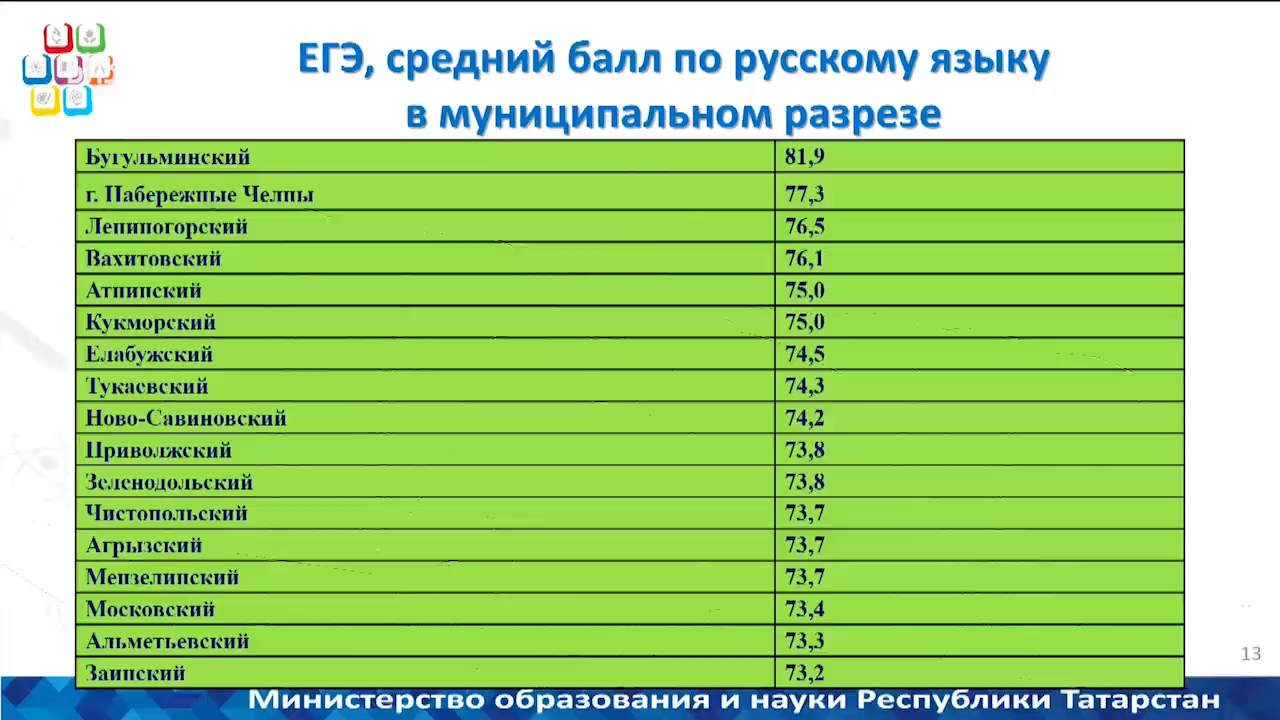 ЕГЭ, средний балл по русскому языку
в муниципальном разрезе
Бугульминский 81,9
г. Набережные Челны 77,3
Лениногорский 76,5
Вахитовский 76,1
Атнинский 75,0
Кукморский 75,0
Елабужский 74,5
Тукаевский 74,3
Ново-Савиновский 74,2
Приволжский 73,8
Зеленодольский 73,8
Чистопольский 73,7
Агрызский 73,7
Мензелинский 73,7
Московский 73,4
Альметьевский 73,3
Заинский 73,2
13
Министерство образования и науки Республики Татарстан